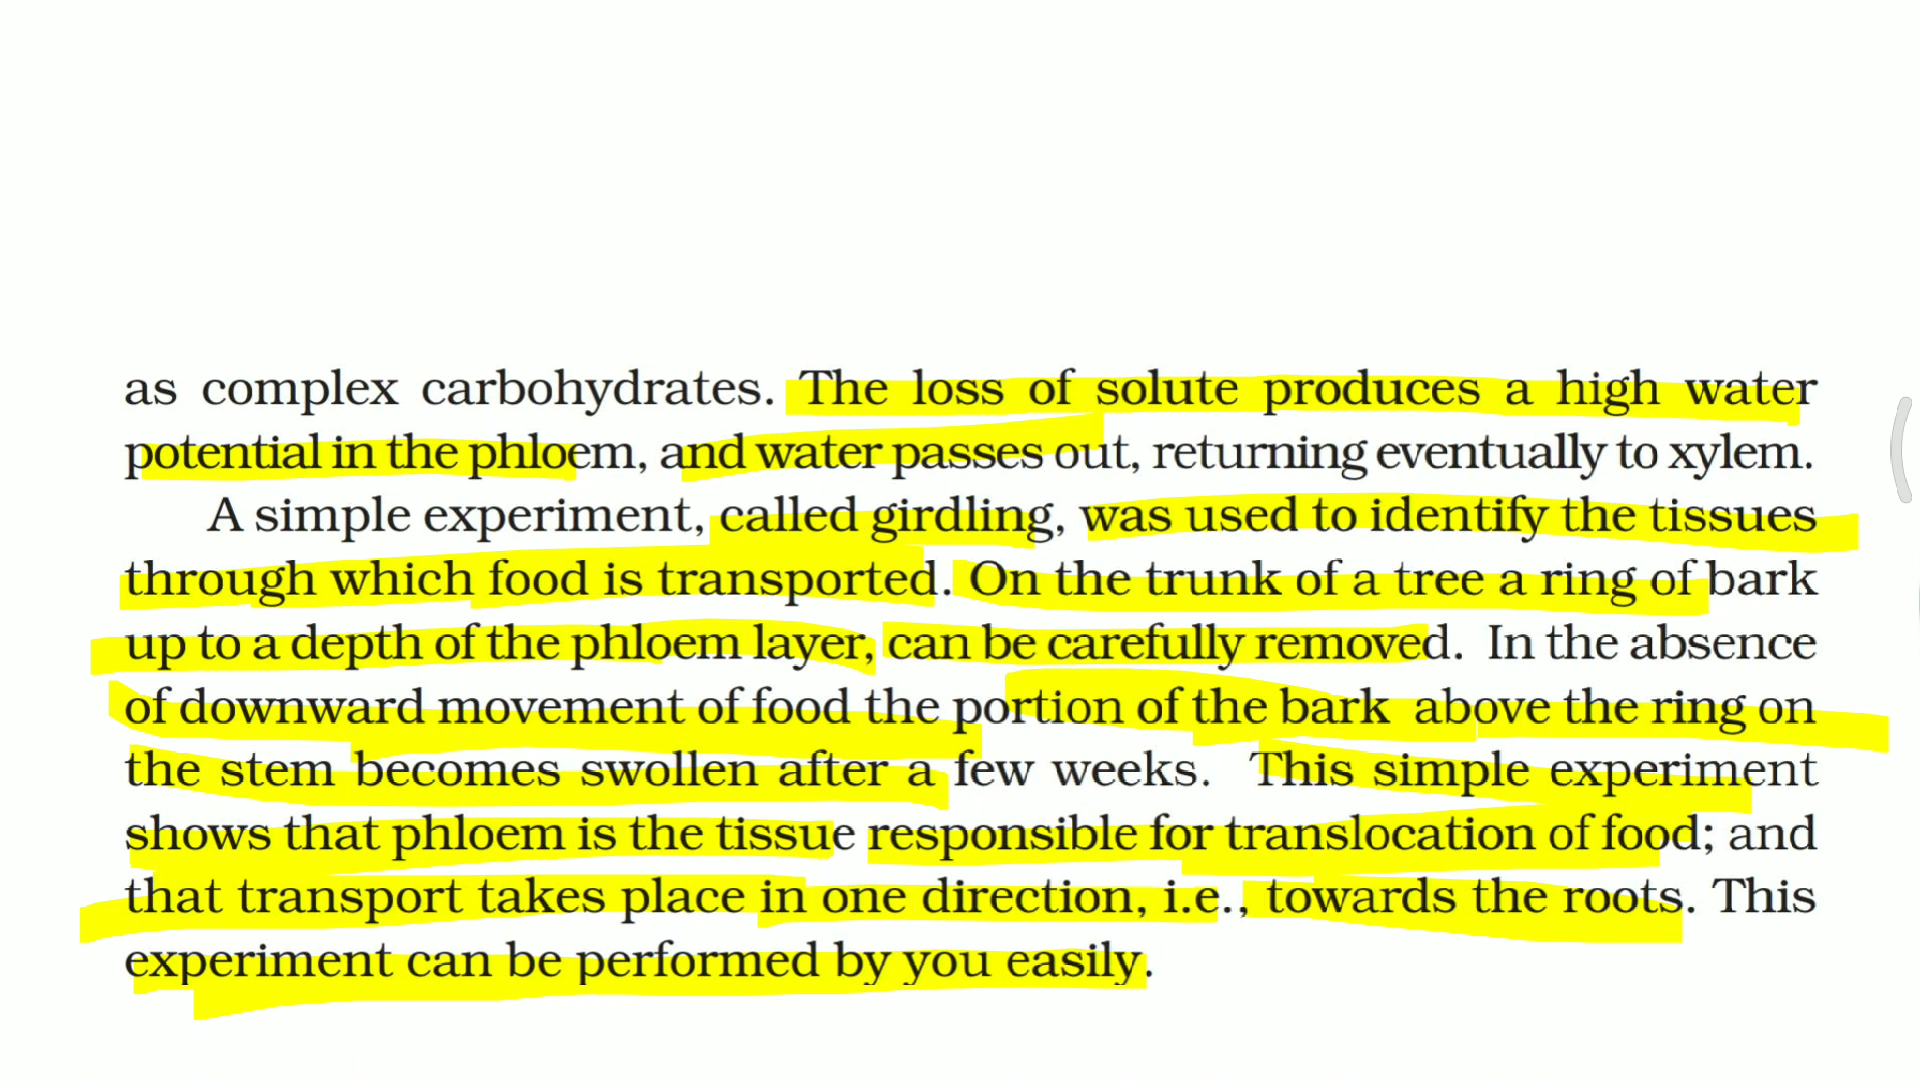 as complex carbohydrates. The loss of solute produces a high water
potential in the phloem, and water passes out, returning eventually to xylem.
A simple experiment, called girdling, was used to identify the tissues
through which food is transported. On the trunk of a tree a ring of bark
up to a depth of the phloem layer, can be carefully removed. In the absence
of downward movement of food the portion of the bark above the ring on
the stem becomes swollen after a few weeks. This simple experiment
shows that phloem is the tissue responsible for translocation of food; and
that transport takes place in one direction, i.e., towards the roots. This
experiment can be performed by you easily.